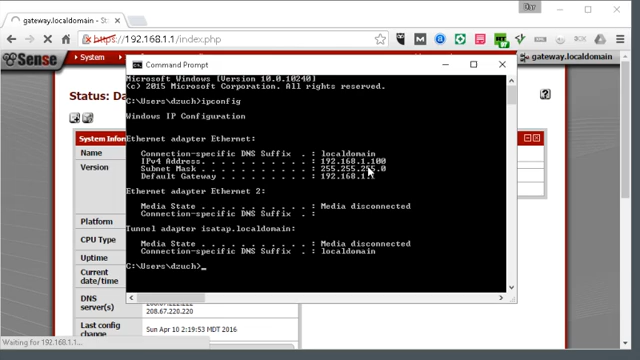 Dar
gateway.localdomain -
https://192.168.1.1/index.php
Sense
System
gateway.localdomain
Status: Da
System Inform
Name
Version
Platform
CPU Type
Uptime
Current
date/time
DNS
server(s)
208.67.222.222
208.67.220.220
Last config
change
Sun Apr 10 2:19:53 MDT 2016
Waiting for 192.168.1.1...
Command Prompt
Microsoft Windows [Version 10.0.10240]
(c) 2015 Microsoft Corporation. All rights reserved.
C:\Users\dzuch>ipconfig
Windows IP Configuration
Ethernet adapter Ethernet:
Connection-specific DNS Suffix . : localdomain
IPv4 Address. . . . . . . . . . . : 192.168.1.100
Subnet Mask . . . . . . . . . . . : 255.255.255.0
Default Gateway . . . . . . . . . : 192.168.1.1
Ethernet adapter Ethernet 2:
Media State . . . . . . . . . . . : Media disconnected
Connection-specific DNS Suffix . :
Tunnel adapter isatap.localdomain:
Media State . . . . . . . . . . . : Media disconnected
Connection-specific DNS Suffix . : localdomain
C:\Users\dzuch>_